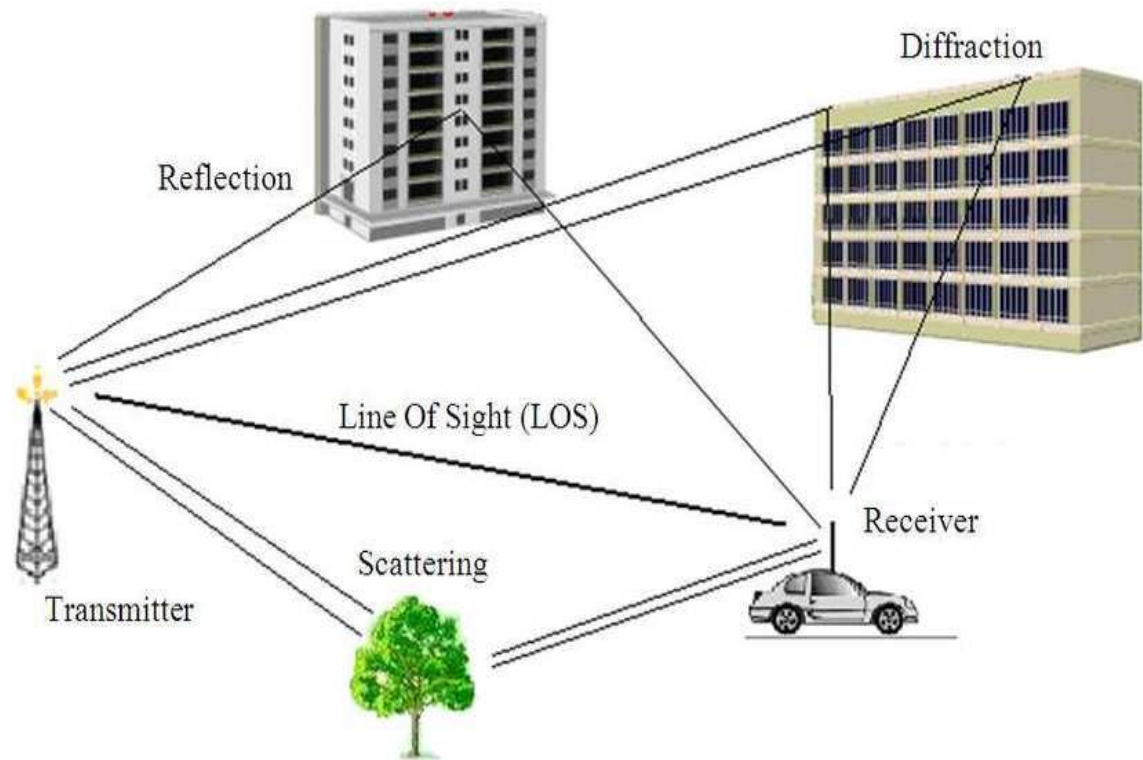 Diffraction
Reflection
Line Of Sight (LOS)
Receiver
Scattering
Transmitter